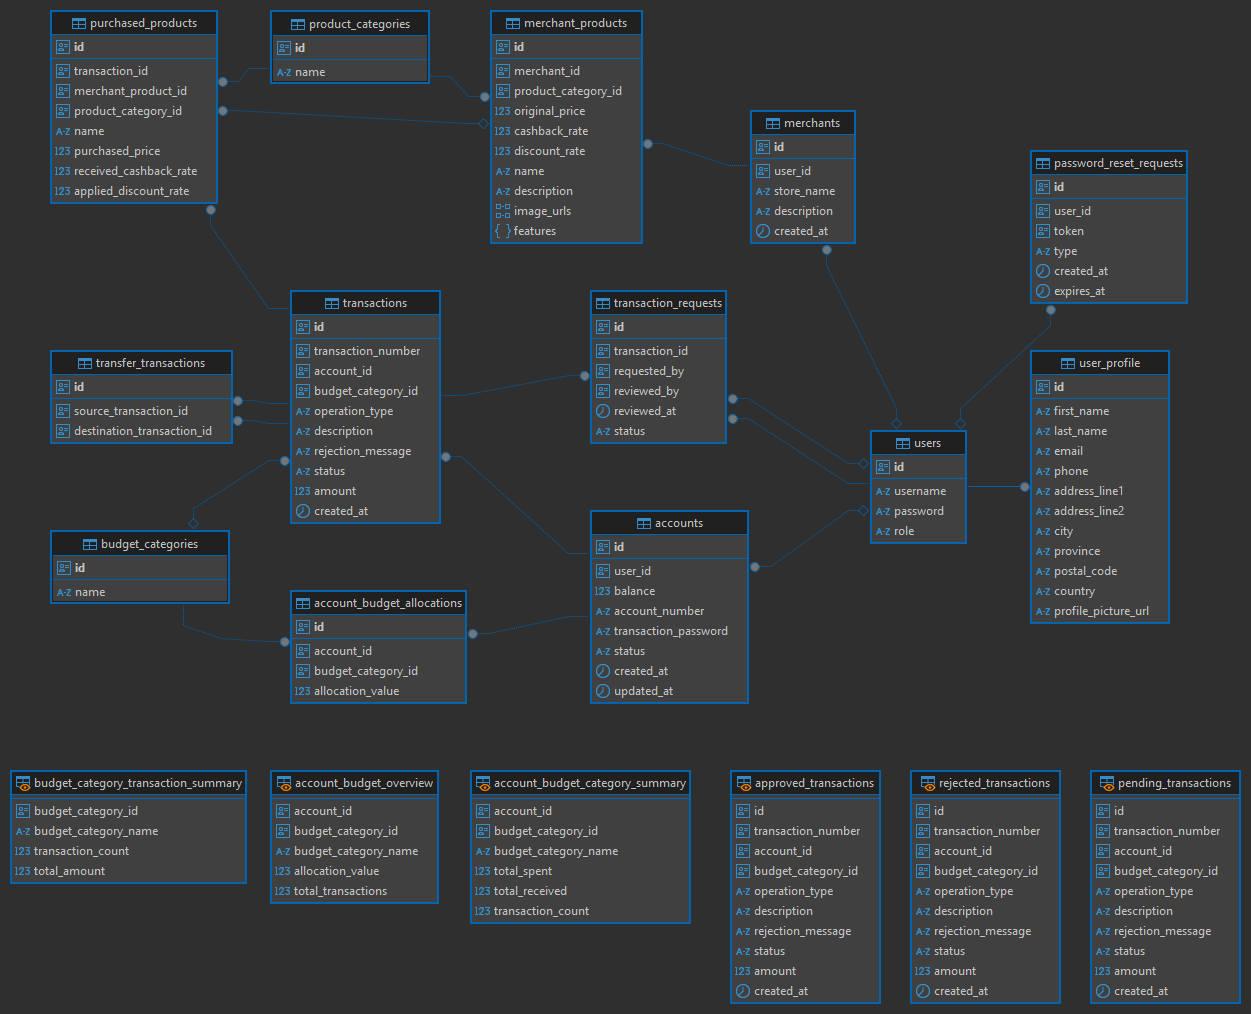 purchased_products
id
transaction_id
merchant_product_id
product_category_id
A-Z name
123 purchased_price
123 received_cashback_rate
123 applied_discount_rate
product_categories
id
A-Z name
merchant_products
id
merchant_id
product_category_id
123 original_price
123 cashback_rate
123 discount_rate
A-Z name
A-Z description
image_urls
{ } features
merchants
id
user_id
A-Z store_name
A-Z description
created_at
password_reset_requests
id
user_id
token
A-Z type
created_at
expires_at
transactions
id
transaction_number
account_id
budget_category_id
A-Z operation_type
A-Z description
A-Z rejection_message
A-Z status
123 amount
created_at
transaction_requests
id
transaction_id
requested_by
reviewed_by
reviewed_at
A-Z status
transfer_transactions
id
source_transaction_id
destination_transaction_id
user_profile
id
A-Z first_name
A-Z last_name
A-Z email
A-Z phone
A-Z address_line1
A-Z address_line2
A-Z city
A-Z province
A-Z postal_code
A-Z country
A-Z profile_picture_url
users
id
A-Z username
A-Z password
A-Z role
budget_categories
id
A-Z name
accounts
id
user_id
123 balance
A-Z account_number
A-Z transaction_password
A-Z status
created_at
updated_at
account_budget_allocations
id
account_id
budget_category_id
123 allocation_value
budget_category_transaction_summary
budget_category_id
A-Z budget_category_name
123 transaction_count
123 total_amount
account_budget_overview
account_id
budget_category_id
A-Z budget_category_name
123 allocation_value
123 total_transactions
account_budget_category_summary
account_id
budget_category_id
A-Z budget_category_name
123 total_spent
123 total_received
123 transaction_count
approved_transactions
id
transaction_number
account_id
budget_category_id
A-Z operation_type
A-Z description
A-Z rejection_message
A-Z status
123 amount
created_at
rejected_transactions
id
transaction_number
account_id
budget_category_id
A-Z operation_type
A-Z description
A-Z rejection_message
A-Z status
123 amount
created_at
pending_transactions
id
transaction_number
account_id
budget_category_id
A-Z operation_type
A-Z description
A-Z rejection_message
A-Z status
123 amount
created_at